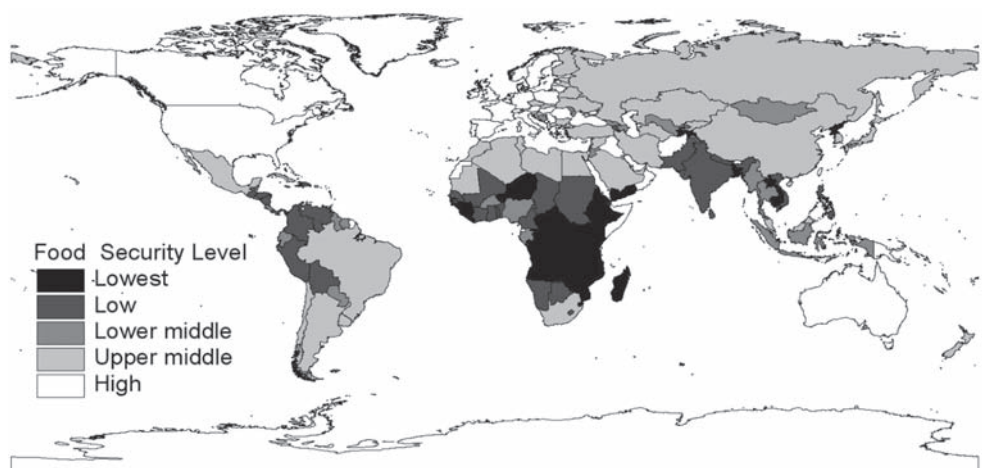 Food Security Level
Lowest
Low
Lower middle
Upper middle
High